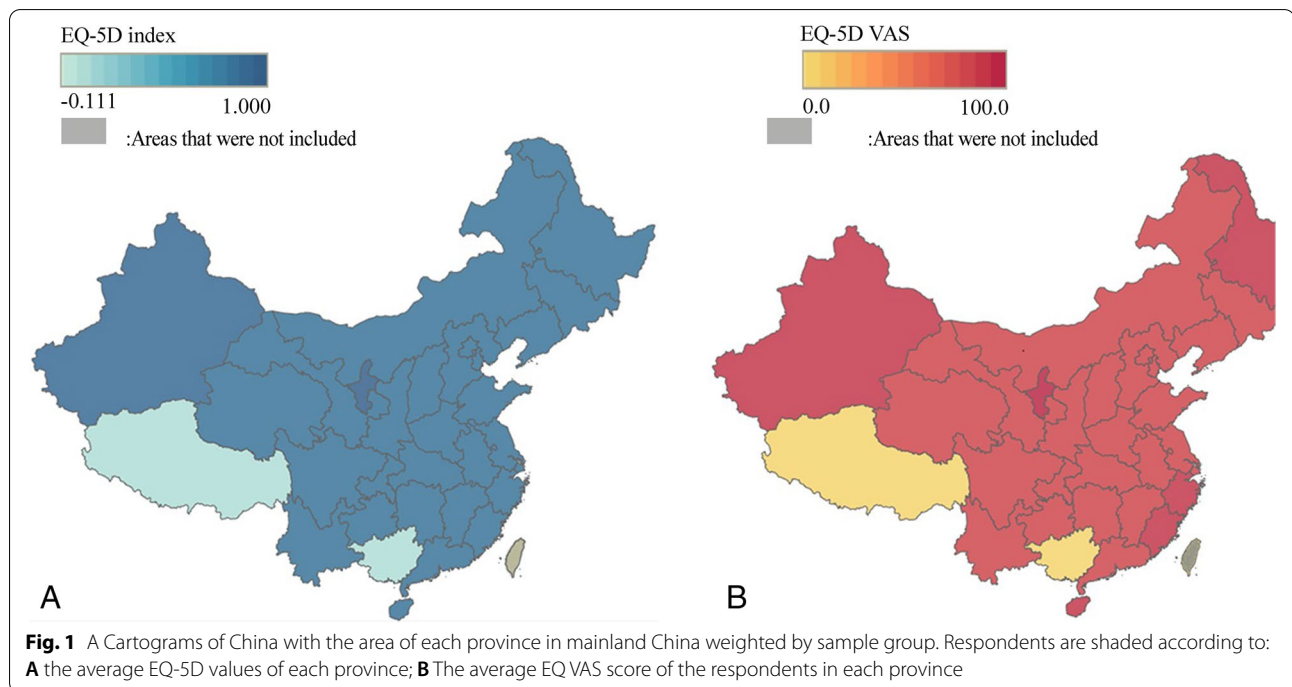 EQ-5D index
-0.111 1.000
:Areas that were not included
A
EQ-5D VAS
0.0 100.0
:Areas that were not included
B
Fig. 1 A Cartograms of China with the area of each province in mainland China weighted by sample group. Respondents are shaded according to:
A the average EQ-5D values of each province; B The average EQ VAS score of the respondents in each province